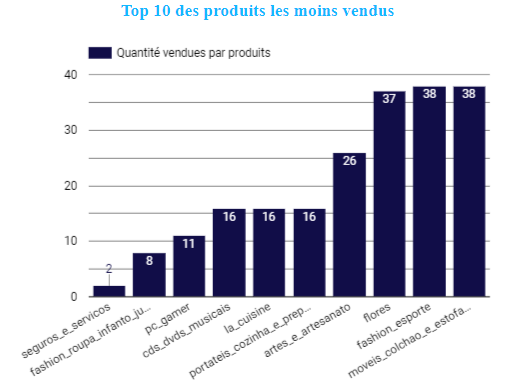 Top 10 des produits les moins vendus
Quantité vendues par produits
40
30
20
10
0
2
8
11
16
16
16
26
37
38
38
seguros_e_servicos
fashion_roupa_infanto_ju...
pc_gamer
cds_dvds_musicais
la_cuisine
portateis_cozinha_e_prep...
artes_e_artesanato
flores
fashion_esporte
moveis_colchao_e_estofa...